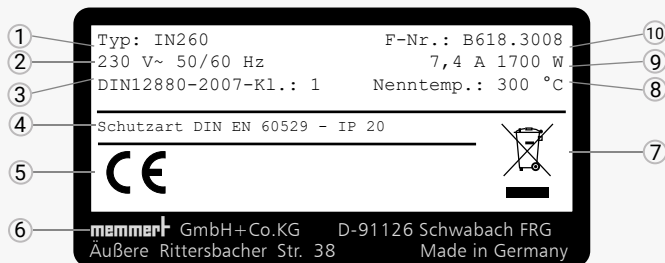 1 Typ: IN260 F-Nr.: B618.3008 10
2 230 V~ 50/60 Hz 7,4 A 1700 W 9
3 DIN12880-2007-Kl.: 1 Nenntemp.: 300 °C 8
4 Schutzart DIN EN 60529 - IP 20
5 CE 7
6 memmert GmbH+Co.KG D-91126 Schwabach FRG
Äußere Rittersbacher Str. 38 Made in Germany